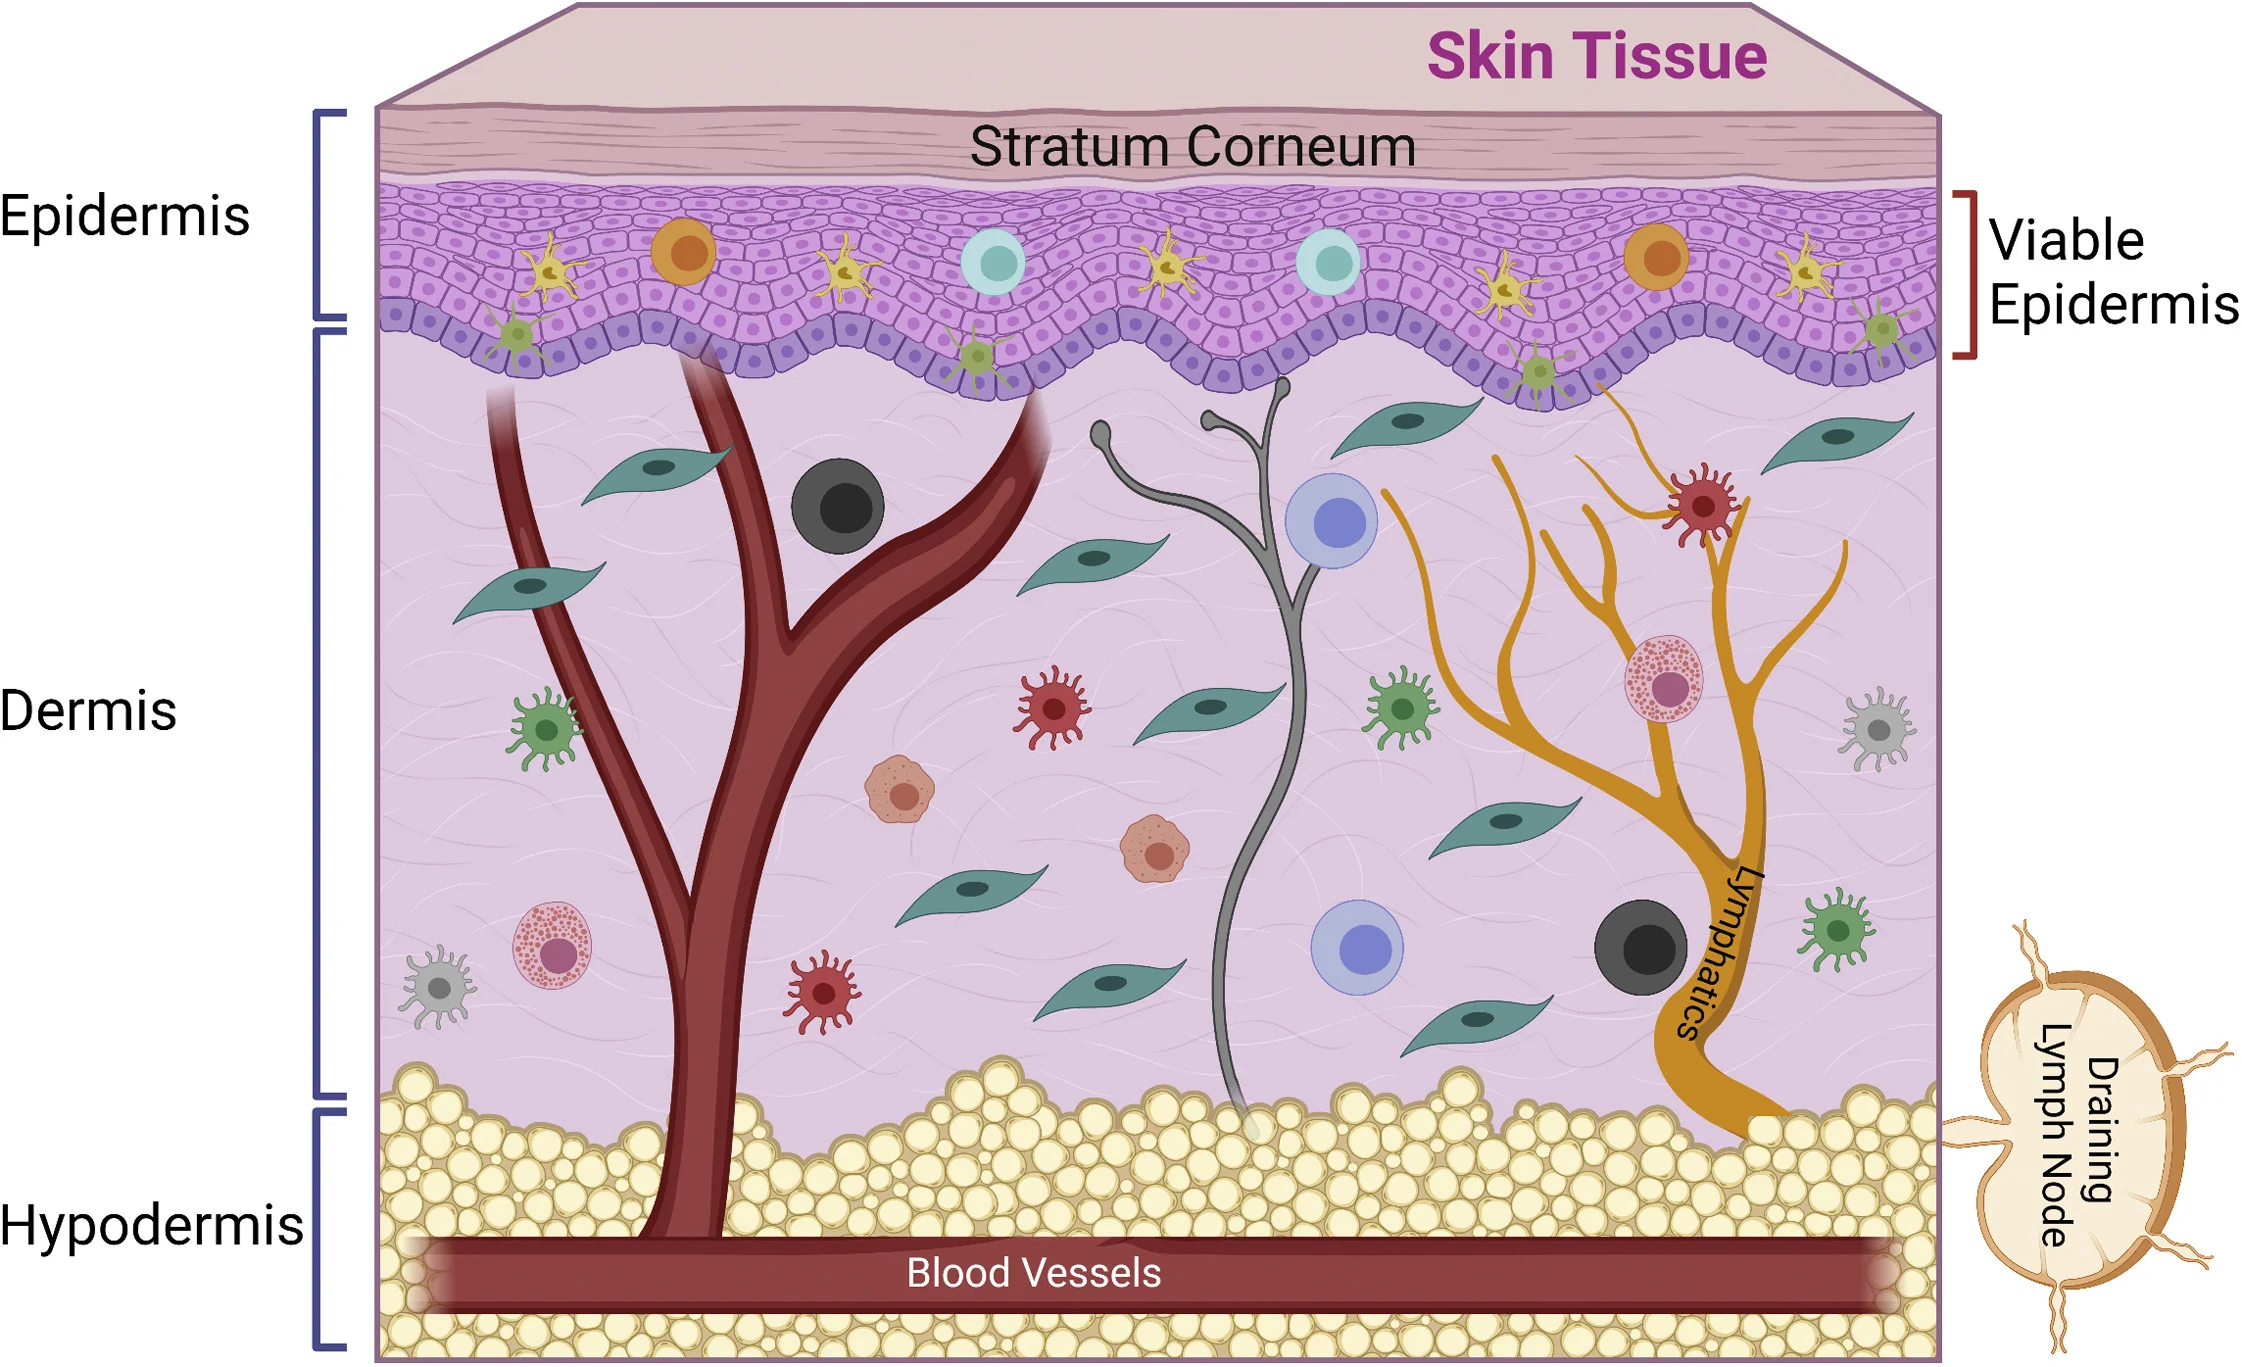 Skin Tissue
Stratum Corneum
Epidermis
Viable
Epidermis
Dermis
Lymphatics
Draining
Lymph Node
Hypodermis
Blood Vessels